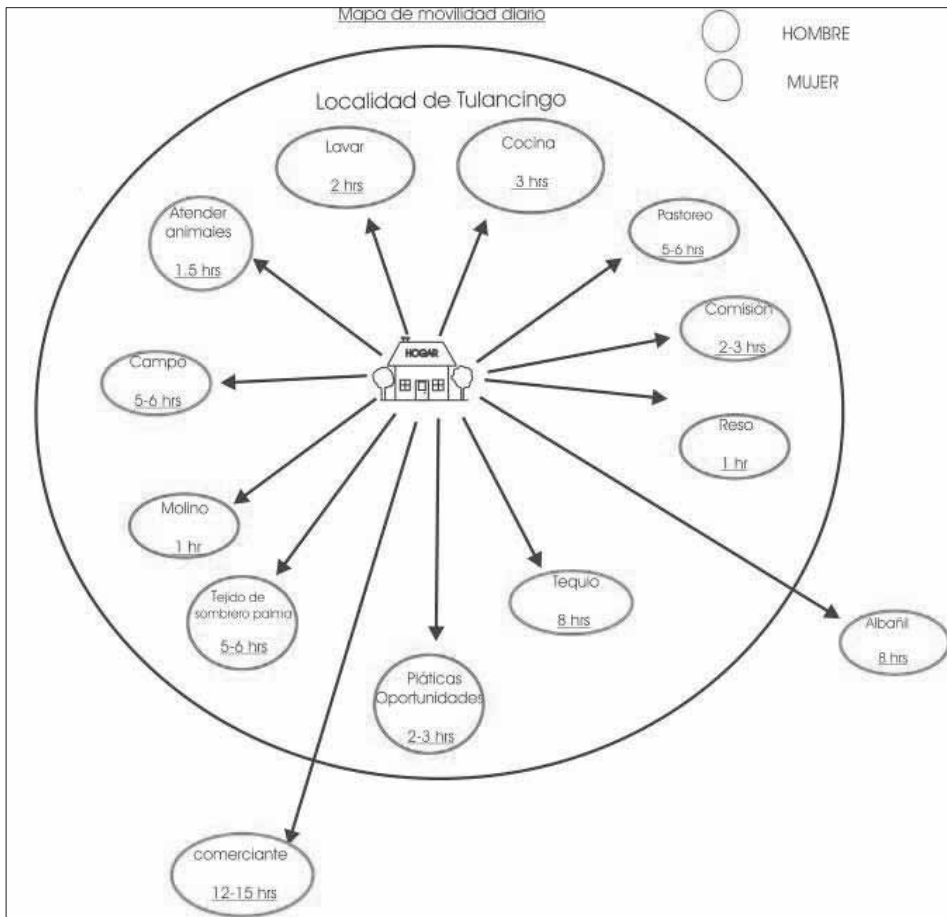 Mapa de movilidad diario
HOMBRE
MUJER
Localidad de Tulancingo
Lavar
2 hrs
Cocina
3 hrs
Atender
animales
1.5 hrs
Pastoreo
5-6 hrs
Comisión
2-3 hrs
HOGAR
Campo
5-6 hrs
Reso
1 hr
Molino
1 hr
Tejido de
sombrero palma
5-6 hrs
Tequio
8 hrs
Albañil
8 hrs
Pláticas
Oportunidades
2-3 hrs
comerciante
12-15 hrs